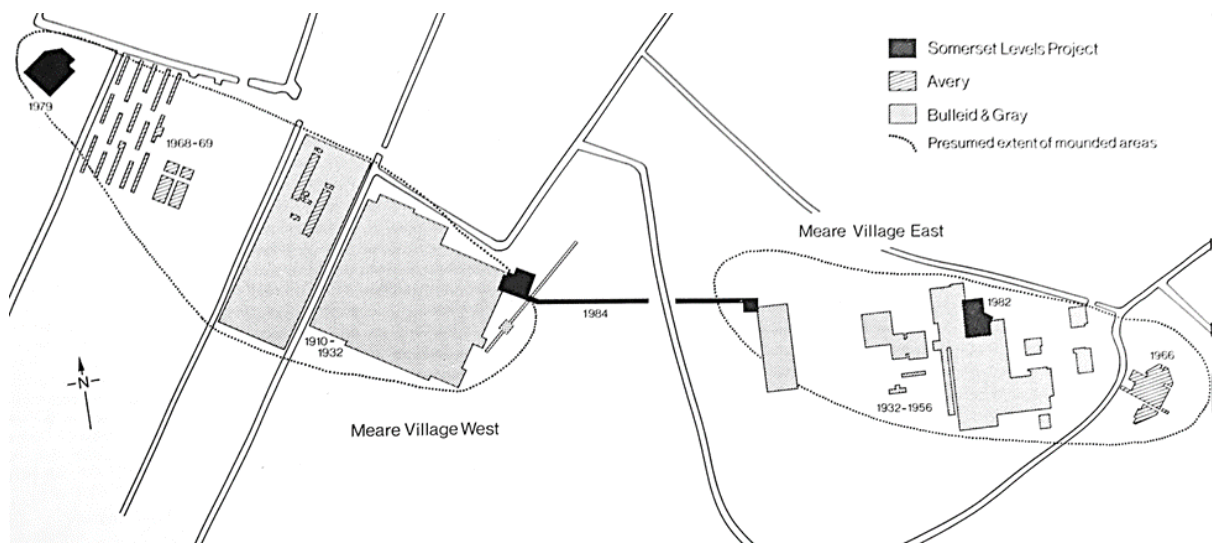 Somerset Levels Project
Avery
Bulleid & Gray
Presumed extent of mounded areas
1979
1968-69
Meare Village East
1982
1984
1910-
1932
1966
1932-1956
-N-
Meare Village West